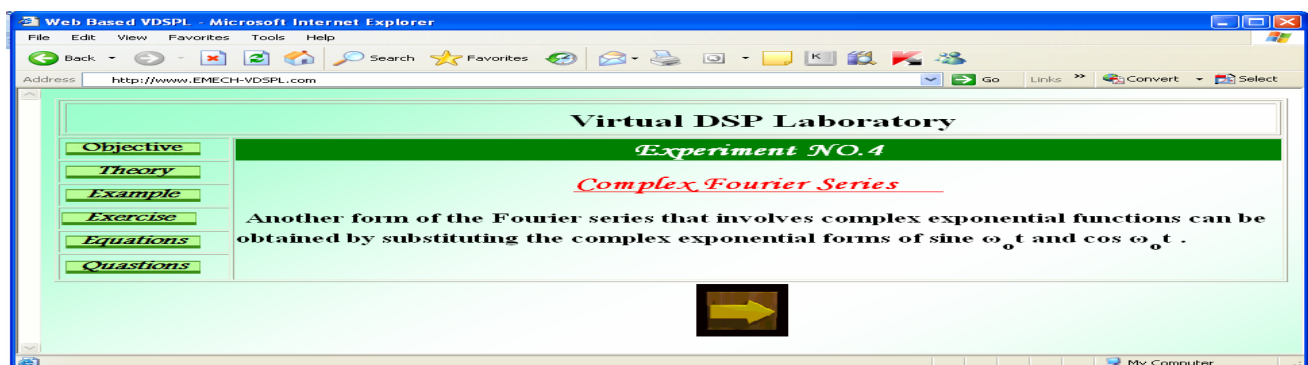 Web Based VDSPL - Microsoft Internet Explorer
File Edit View Favorites Tools Help
Back Search Favorites
Address http://www.EMECH-VDSPL.com Go Links » Convert Select
Virtual DSP Laboratory
Objective
Theory
Example
Exercise
Equations
Quastions
Experiment NO.4
Complex Fourier Series
Another form of the Fourier series that involves complex exponential functions can be
obtained by substituting the complex exponential forms of sine ωot and cos ωot .
My Computer